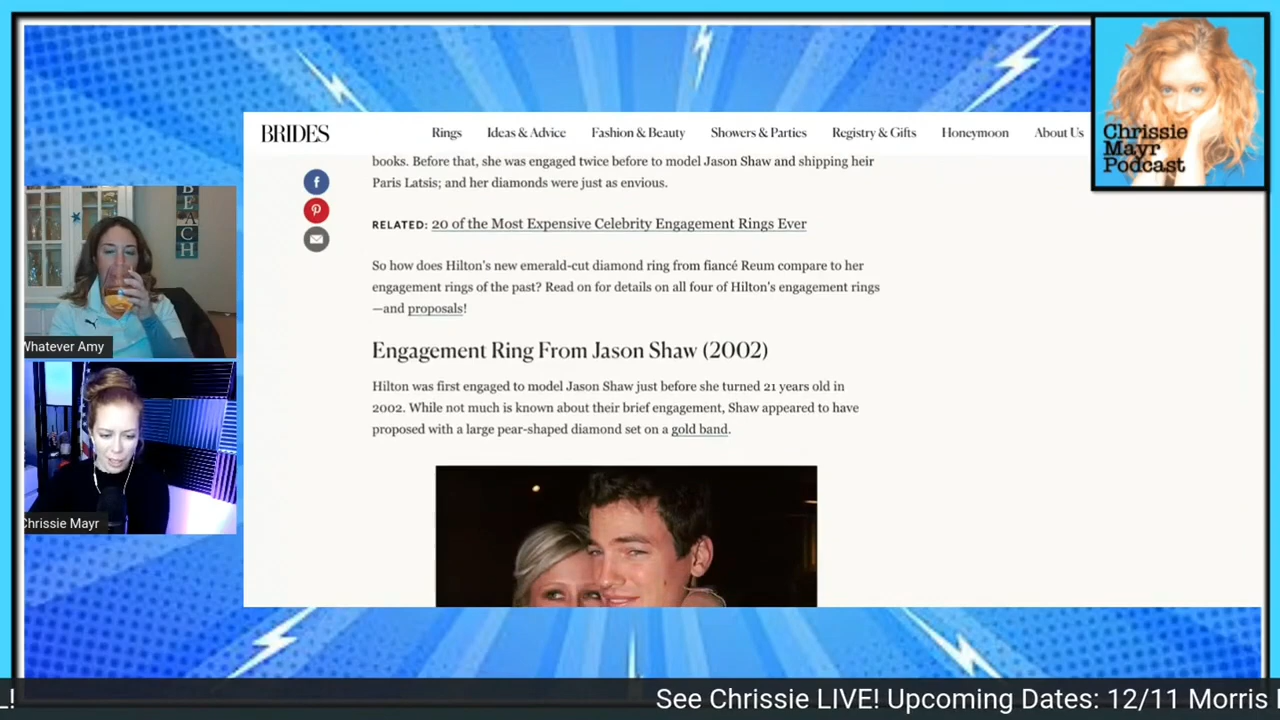 BRIDES
Rings Ideas & Advice Fashion & Beauty Showers & Parties Registry & Gifts Honeymoon About Us
Chrissie
Mayr
Podcast
books. Before that, she was engaged twice before to model Jason Shaw and shipping heir
Paris Latsis; and her diamonds were just as envious.
RELATED: 20 of the Most Expensive Celebrity Engagement Rings Ever
So how does Hilton's new emerald-cut diamond ring from fiancé Reum compare to her
engagement rings of the past? Read on for details on all four of Hilton's engagement rings
—and proposals!
Engagement Ring From Jason Shaw (2002)
Hilton was first engaged to model Jason Shaw just before she turned 21 years old in
2002. While not much is known about their brief engagement, Shaw appeared to have
proposed with a large pear-shaped diamond set on a gold band.
BEACH
Whatever Amy
Chrissie Mayr
L!
See Chrissie LIVE! Upcoming Dates: 12/11 Morris